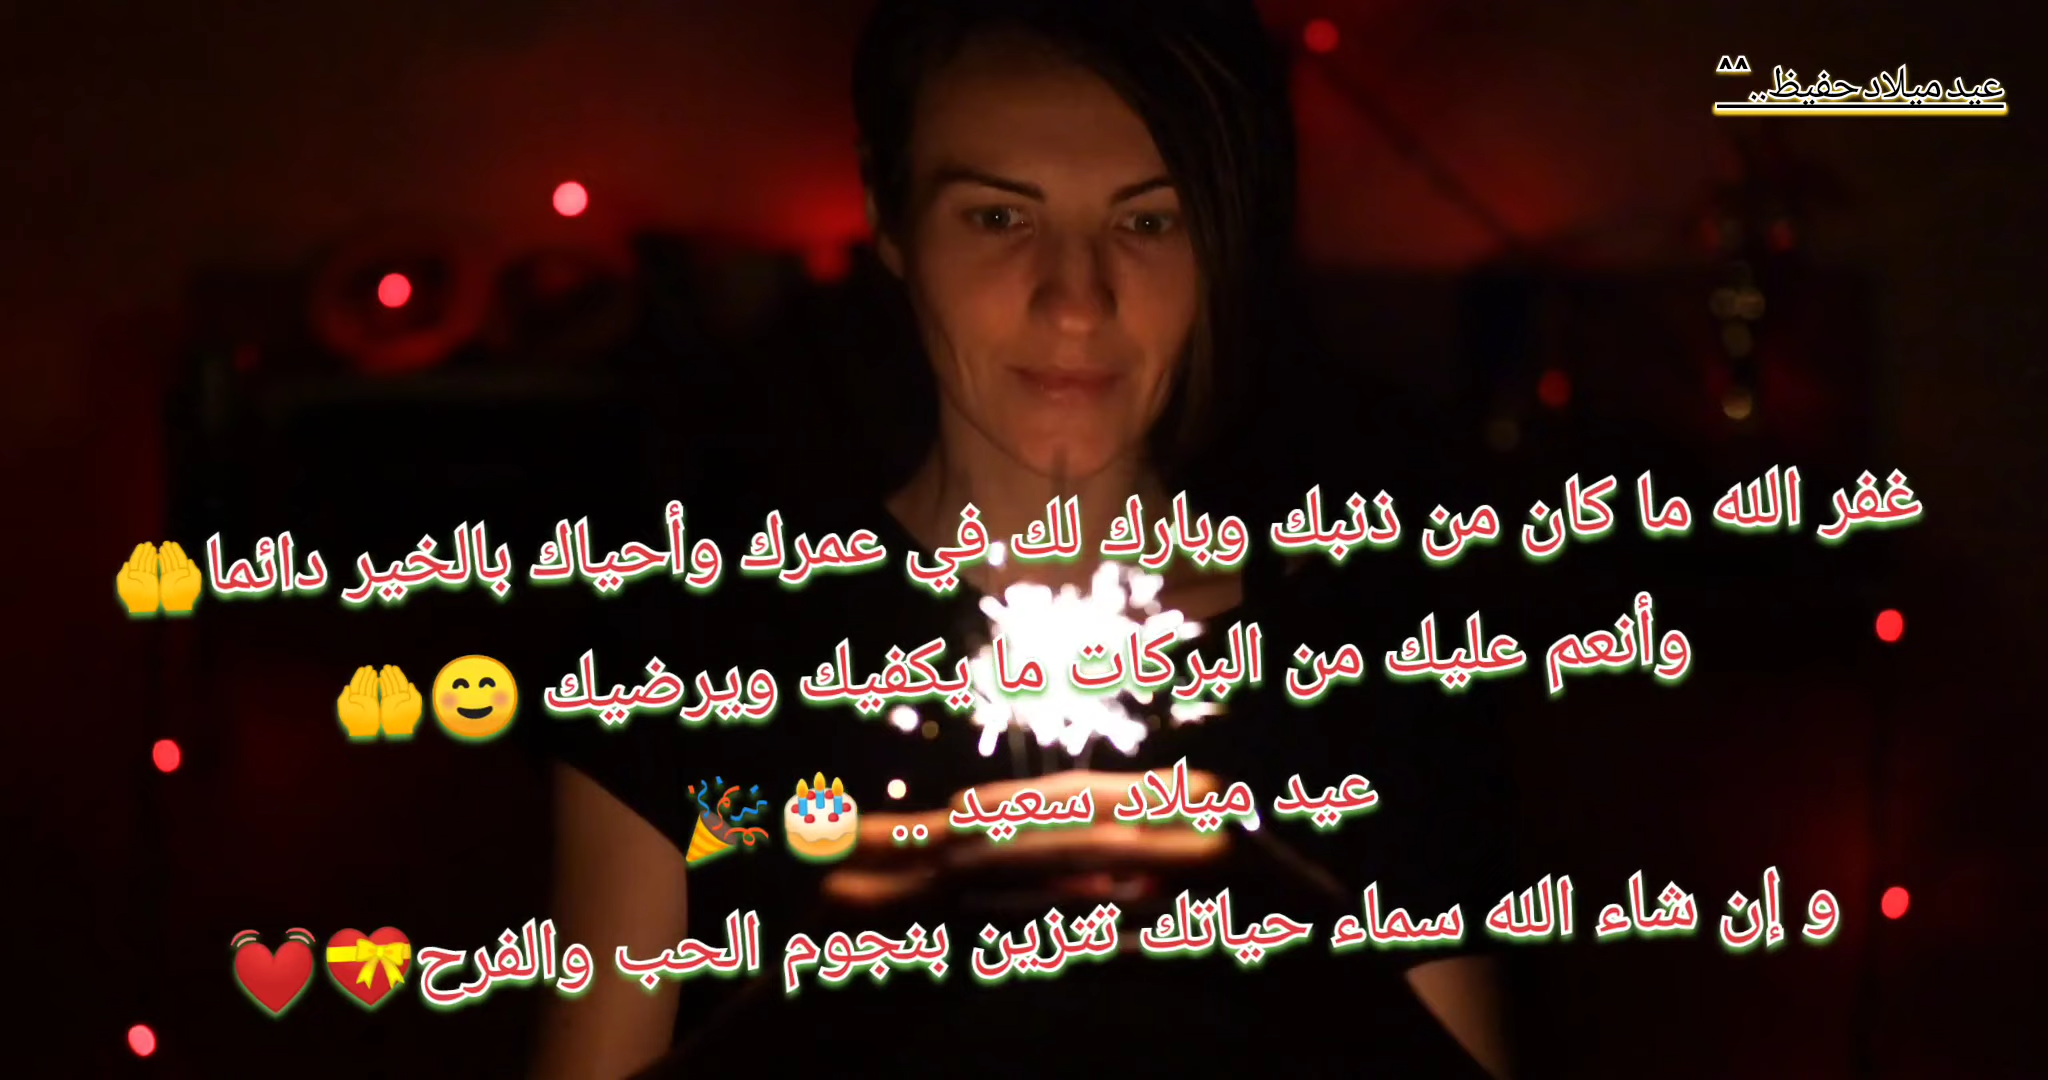 عيد ميلاد حفيظ.. ^^
غفر الله ما كان من ذنبك وبارك لك في عمرك وأحياك بالخير دائما🤲
وأنعم عليك من البركات ما يكفيك ويرضيك 😊🤲
عيد ميلاد سعيد .. 🎂🎉
و إن شاء الله سماء حياتك تتزين بنجوم الحب والفرح💝💓